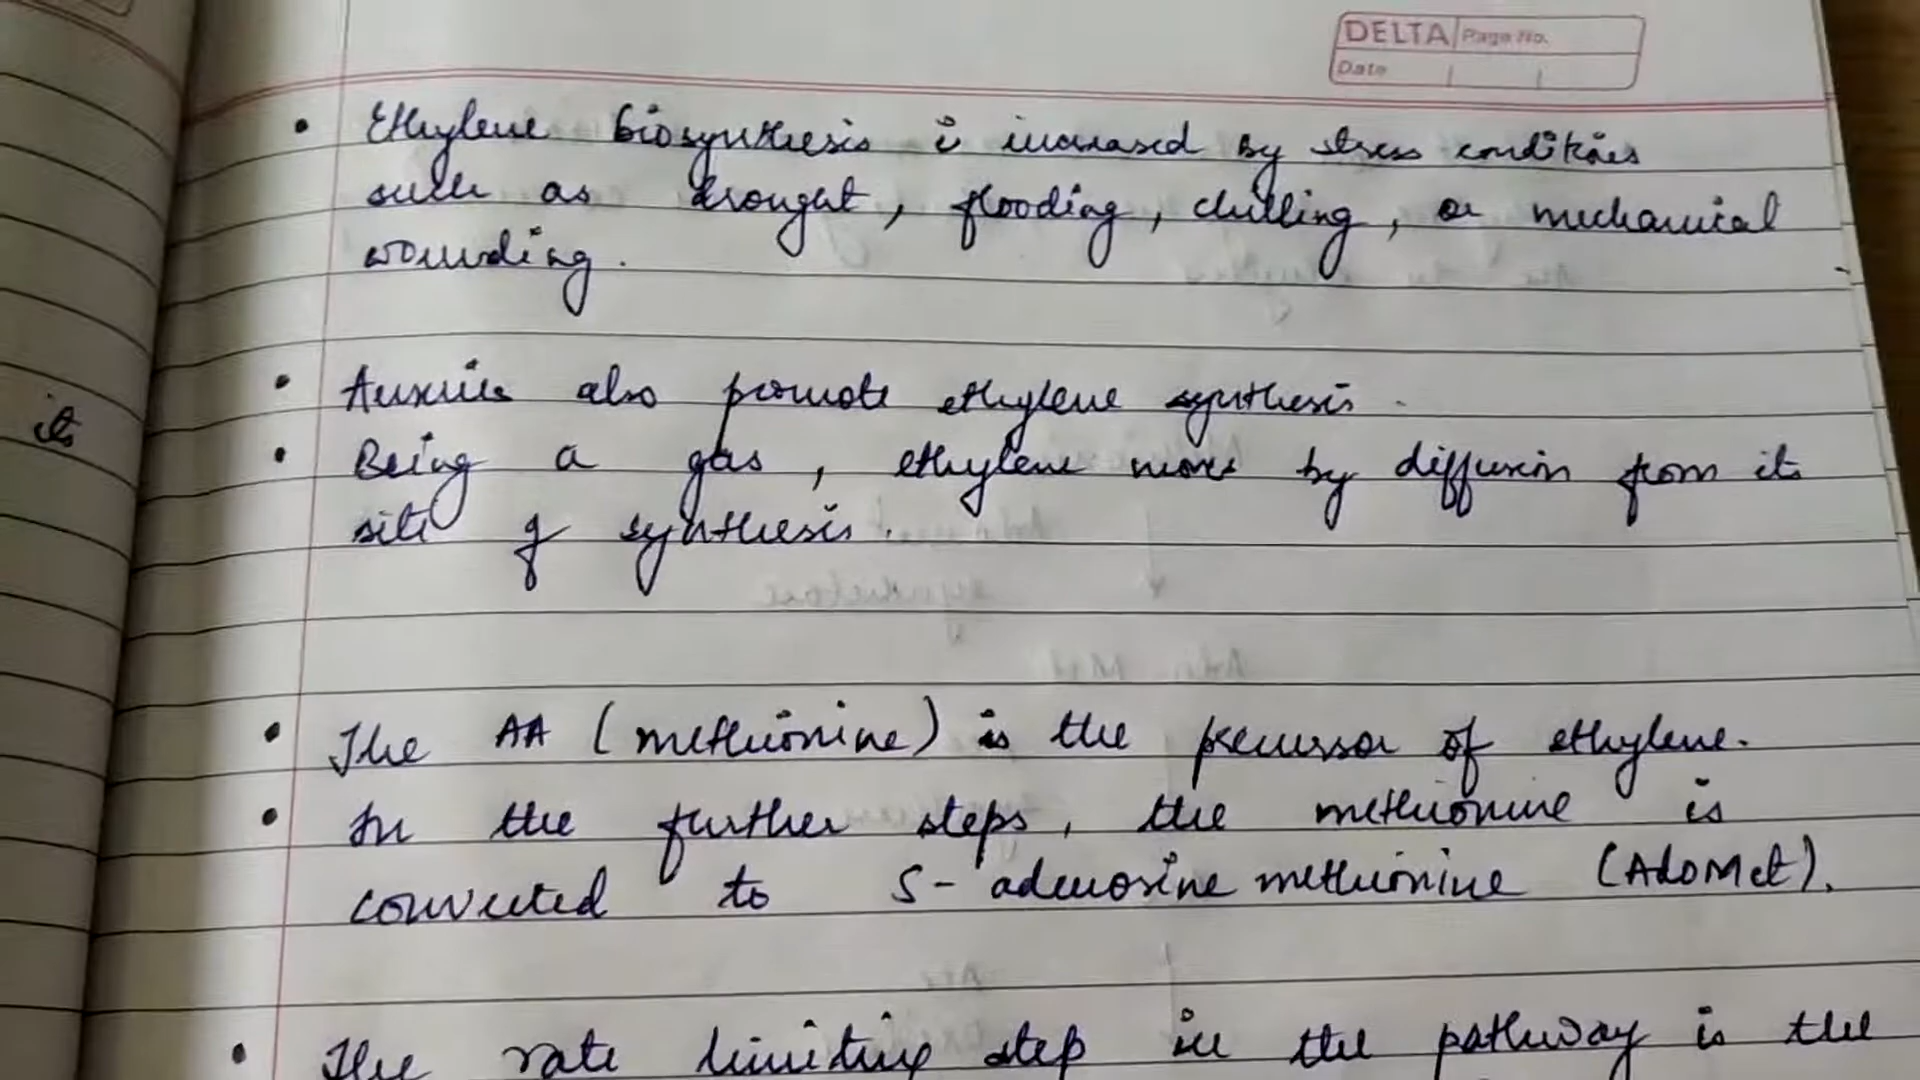 DELTA Page No.
Date
• Ethylene biosynthesis is increased by stress conditions
such as drought, flooding, chilling, or mechanical
wounding.
• Auxins also promote ethylene synthesis.
its
• Being a gas, ethylene moves by diffusion from its
site of synthesis.
• The AA (methionine) is the precursor of ethylene.
• In the further steps, the methionine is
converted to S-adenosine methionine (AdoMet).
• The rate limiting step in the pathway is the